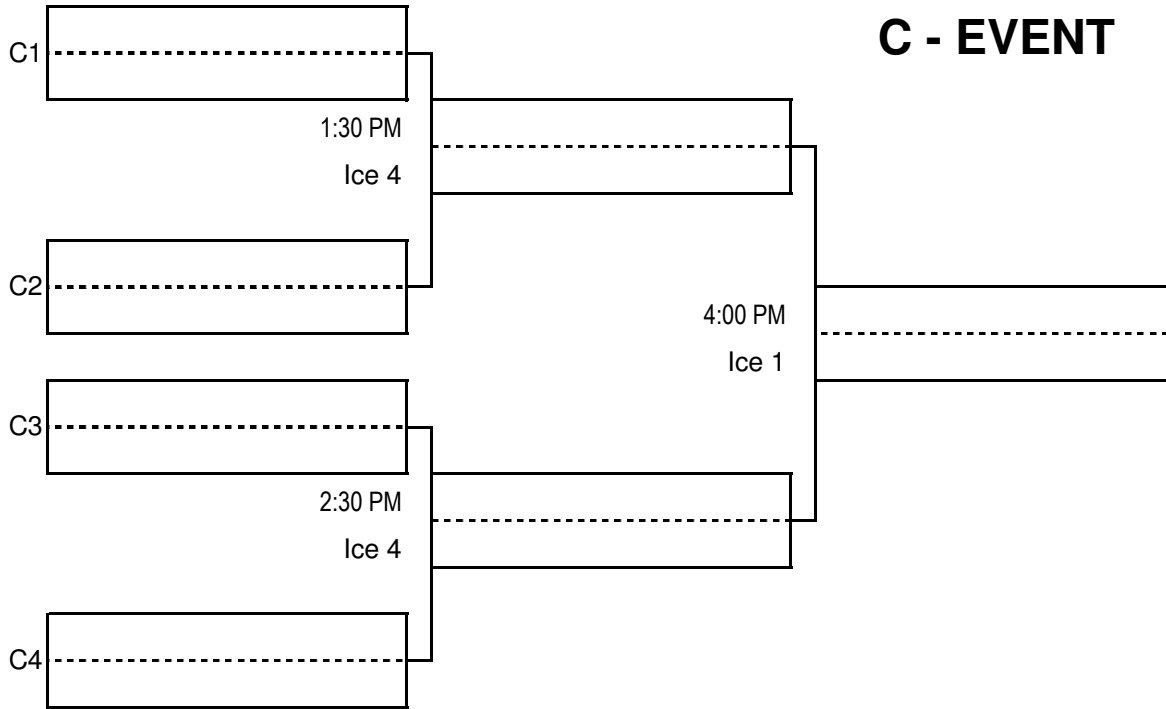 C - EVENT
C1
1:30 PM
Ice 4
C2
4:00 PM
Ice 1
C3
2:30 PM
Ice 4
C4